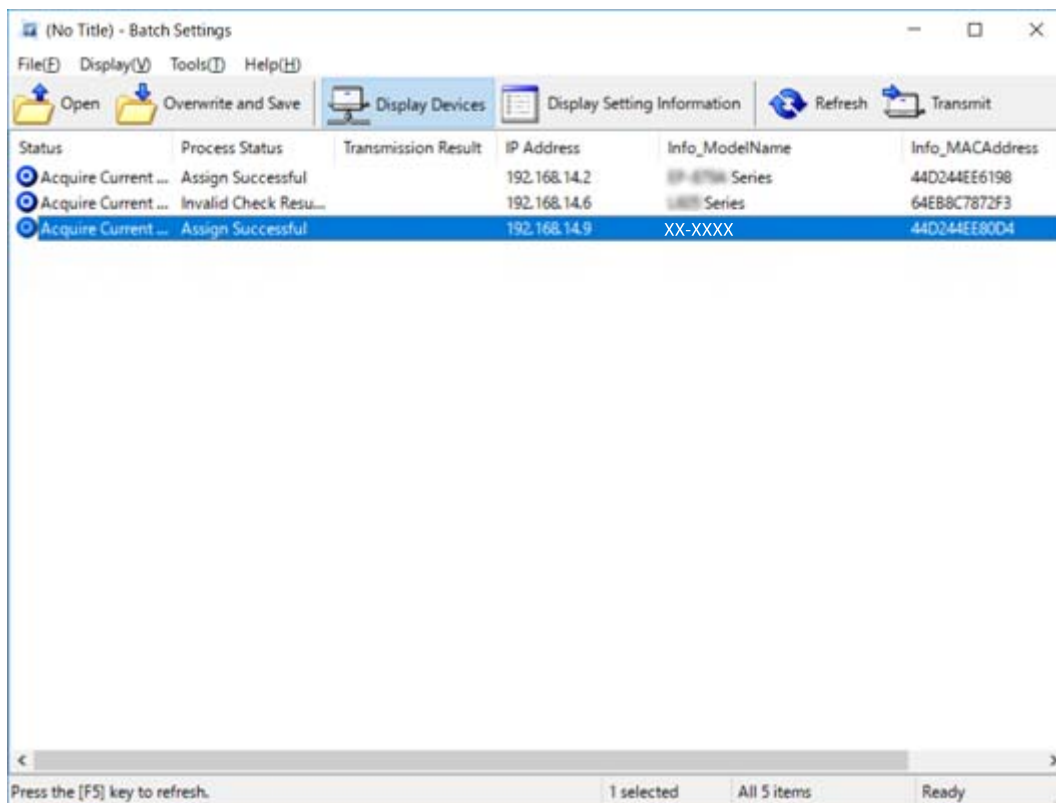 (No Title) - Batch Settings
File(F) Display(V) Tools(T) Help(H)
Open Overwrite and Save Display Devices Display Setting Information Refresh Transmit
Status Process Status Transmission Result IP Address Info_ModelName Info_MACAddress
Acquire Current ... Assign Successful 192.168.14.2 Series 44D244EE6198
Acquire Current ... Invalid Check Resu... 192.168.14.6 Series 64EB8C7872F3
Acquire Current ... Assign Successful 192.168.14.9 XX-XXXX 44D244EE80D4
Press the [F5] key to refresh. 1 selected All 5 items Ready